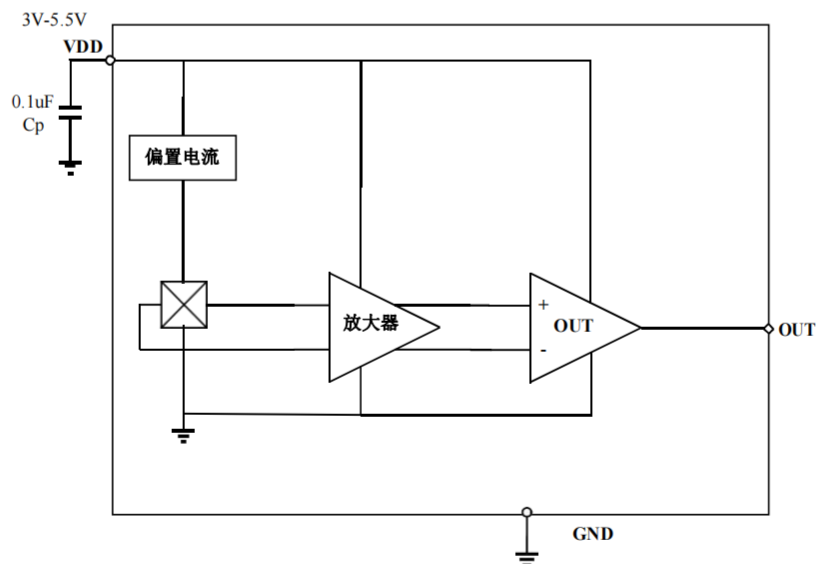 3V-5.5V
VDD
0.1uF
Cp
偏置电流
放大器
+
OUT
-
OUT
GND